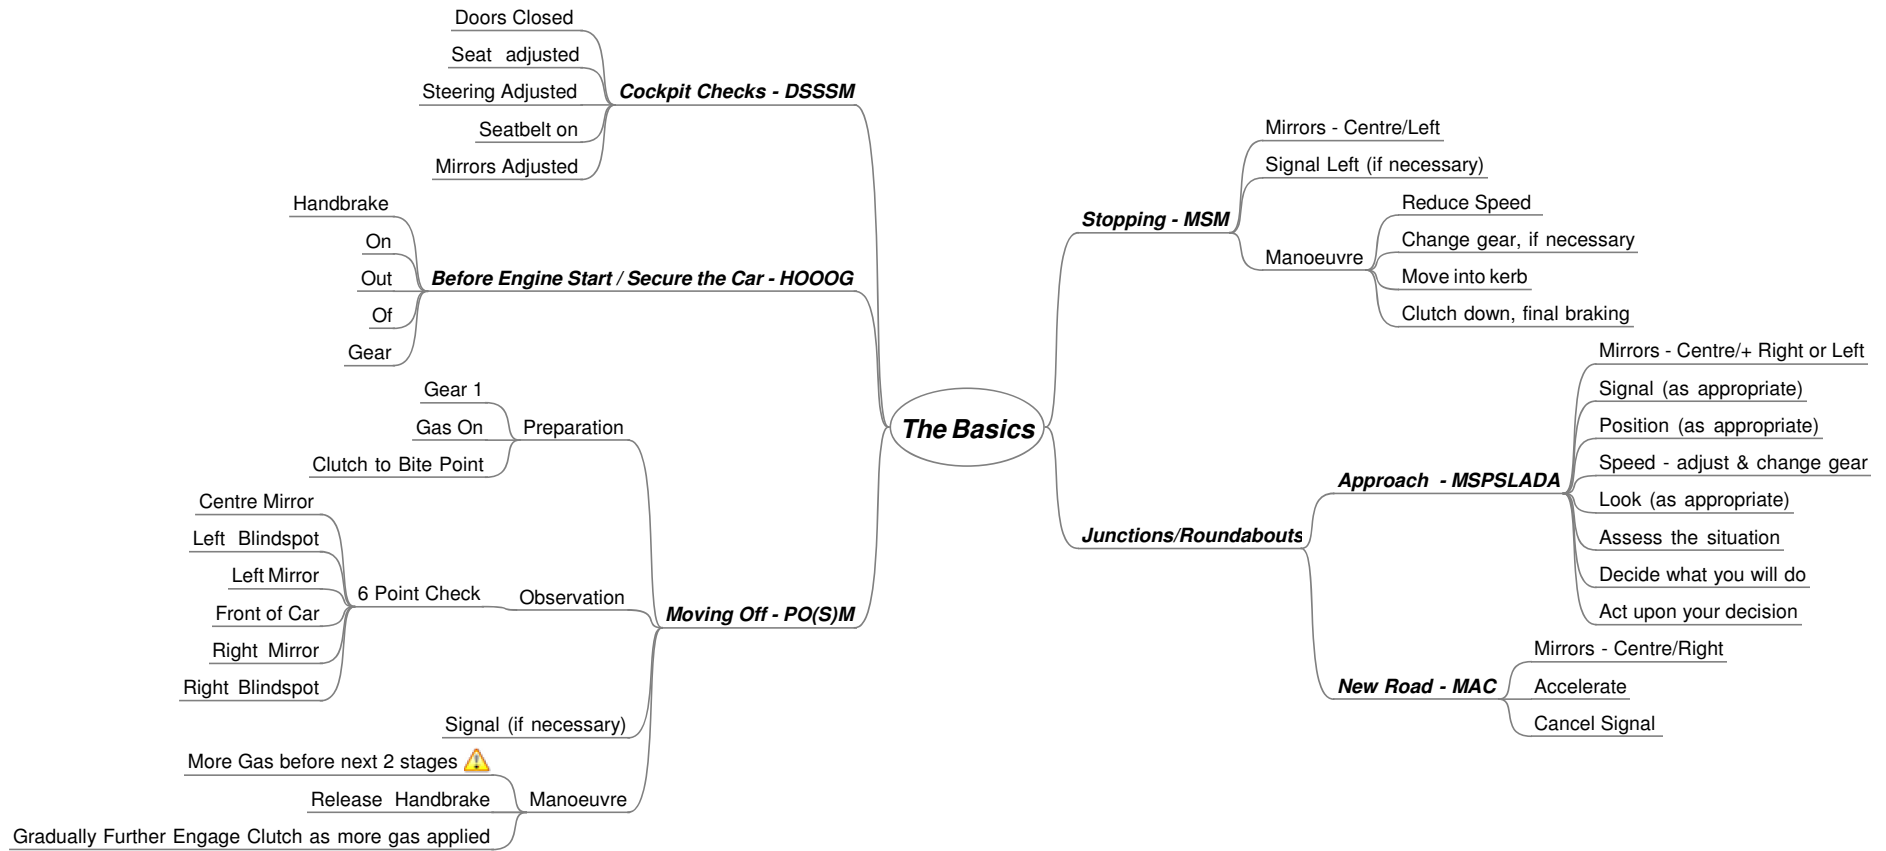 The Basics
Cockpit Checks - DSSSM
Doors Closed
Seat adjusted
Steering Adjusted
Seatbelt on
Mirrors Adjusted
Before Engine Start / Secure the Car - HOOOG
Handbrake
On
Out
Of
Gear
Moving Off - PO(S)M
Preparation
Gear 1
Gas On
Clutch to Bite Point
Observation
6 Point Check
Centre Mirror
Left Blindspot
Left Mirror
Front of Car
Right Mirror
Right Blindspot
Signal (if necessary)
Manoeuvre
More Gas before next 2 stages
Release Handbrake
Gradually Further Engage Clutch as more gas applied
Stopping - MSM
Mirrors - Centre/Left
Signal Left (if necessary)
Manoeuvre
Reduce Speed
Change gear, if necessary
Move into kerb
Clutch down, final braking
Junctions/Roundabouts
Approach - MSPSLADA
Mirrors - Centre/+ Right or Left
Signal (as appropriate)
Position (as appropriate)
Speed - adjust & change gear
Look (as appropriate)
Assess the situation
Decide what you will do
Act upon your decision
New Road - MAC
Mirrors - Centre/Right
Accelerate
Cancel Signal